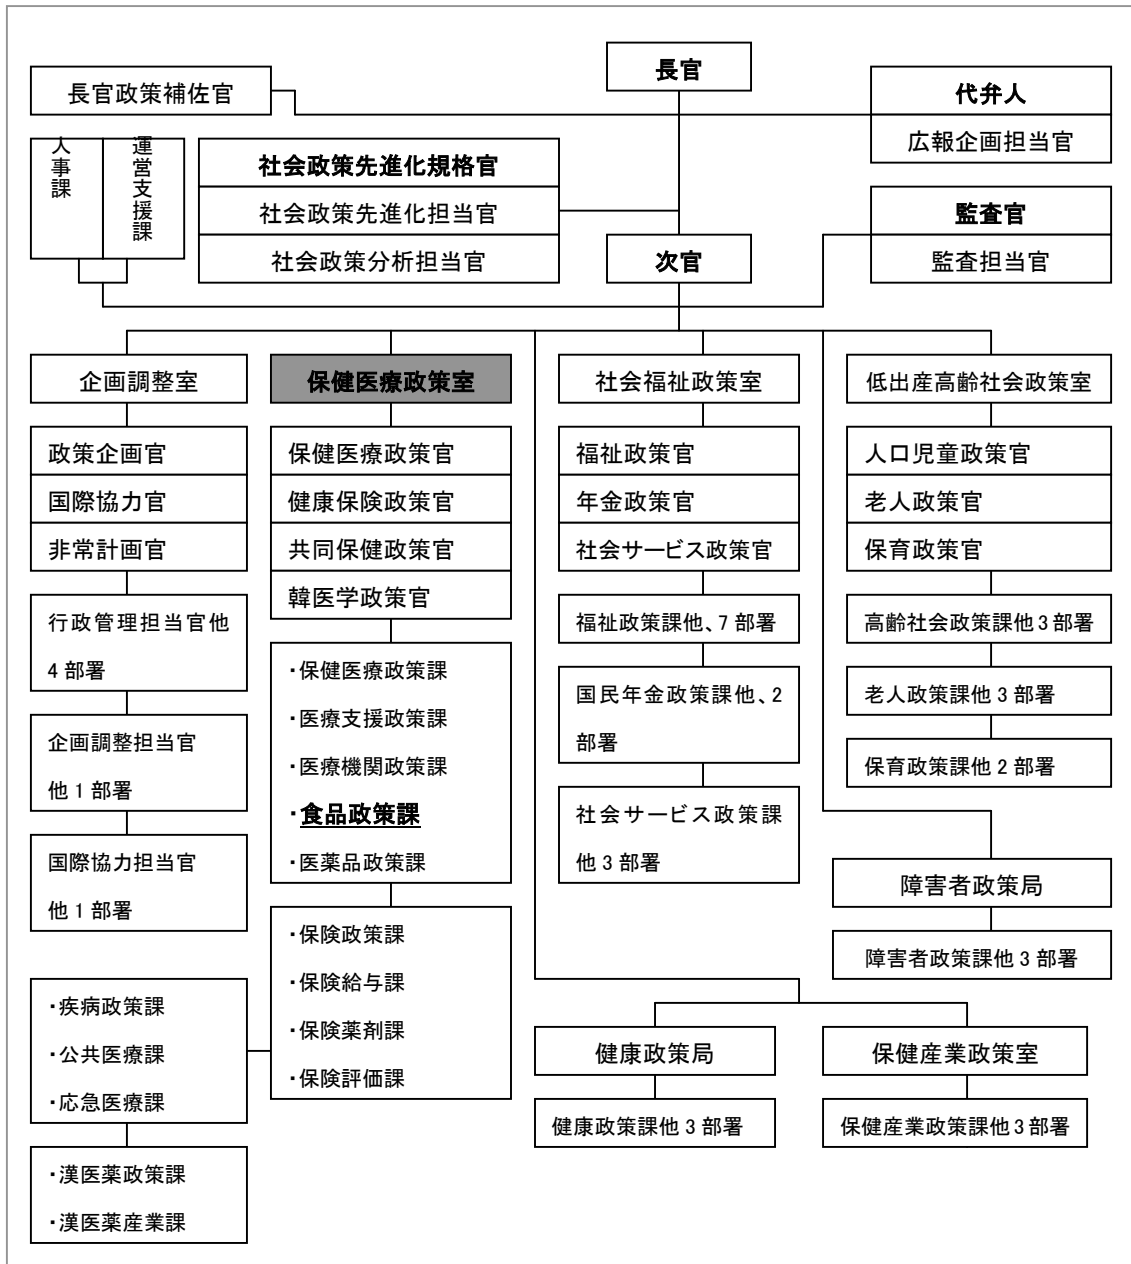 長官
長官政策補佐官
代弁人
広報企画担当官
人事課
運営支援課
社会政策先進化規格官
社会政策先進化担当官
社会政策分析担当官
監査官
監査担当官
次官
企画調整室
政策企画官
国際協力官
非常計画官
行政管理担当官他
4 部署
企画調整担当官
他 1 部署
国際協力担当官
他 1 部署
保健医療政策室
保健医療政策官
健康保険政策官
共同保健政策官
韓医学政策官
・保健医療政策課
・医療支援政策課
・医療機関政策課
・食品政策課
・医薬品政策課
・保険政策課
・保険給与課
・保険薬剤課
・保険評価課
・疾病政策課
・公共医療課
・応急医療課
・漢医薬政策課
・漢医薬産業課
社会福祉政策室
福祉政策官
年金政策官
社会サービス政策官
福祉政策課他、7 部署
国民年金政策課他、2
部署
社会サービス政策課
他 3 部署
低出産高齢社会政策室
人口児童政策官
老人政策官
保育政策官
高齢社会政策課他 3 部署
老人政策課他 3 部署
保育政策課他 2 部署
障害者政策局
障害者政策課他 3 部署
健康政策局
健康政策課他 3 部署
保健産業政策室
保健産業政策課他 3 部署